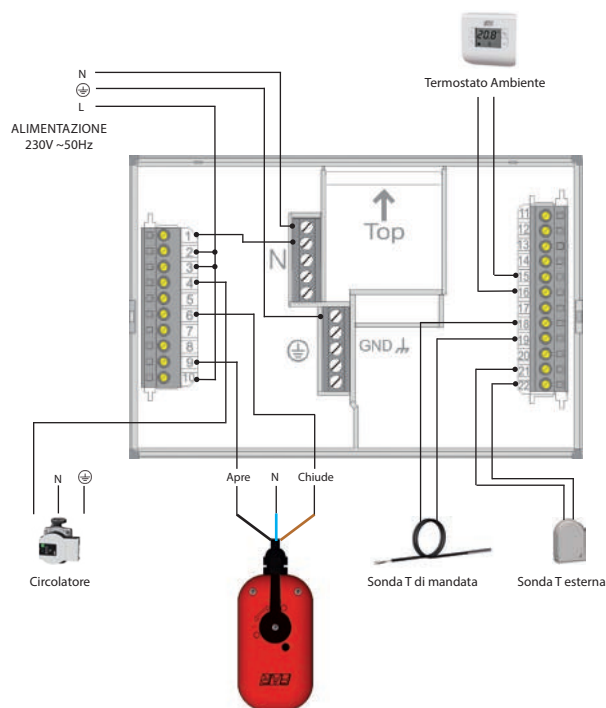 20.8°
Termostato Ambiente
N
L
ALIMENTAZIONE
230V ~50Hz
Top
N
GND
1
2
3
4
5
6
7
8
9
10
11
12
13
14
15
16
17
18
19
20
21
22
Apre
N
Chiude
N
Circolatore
Sonda T di mandata
Sonda T esterna